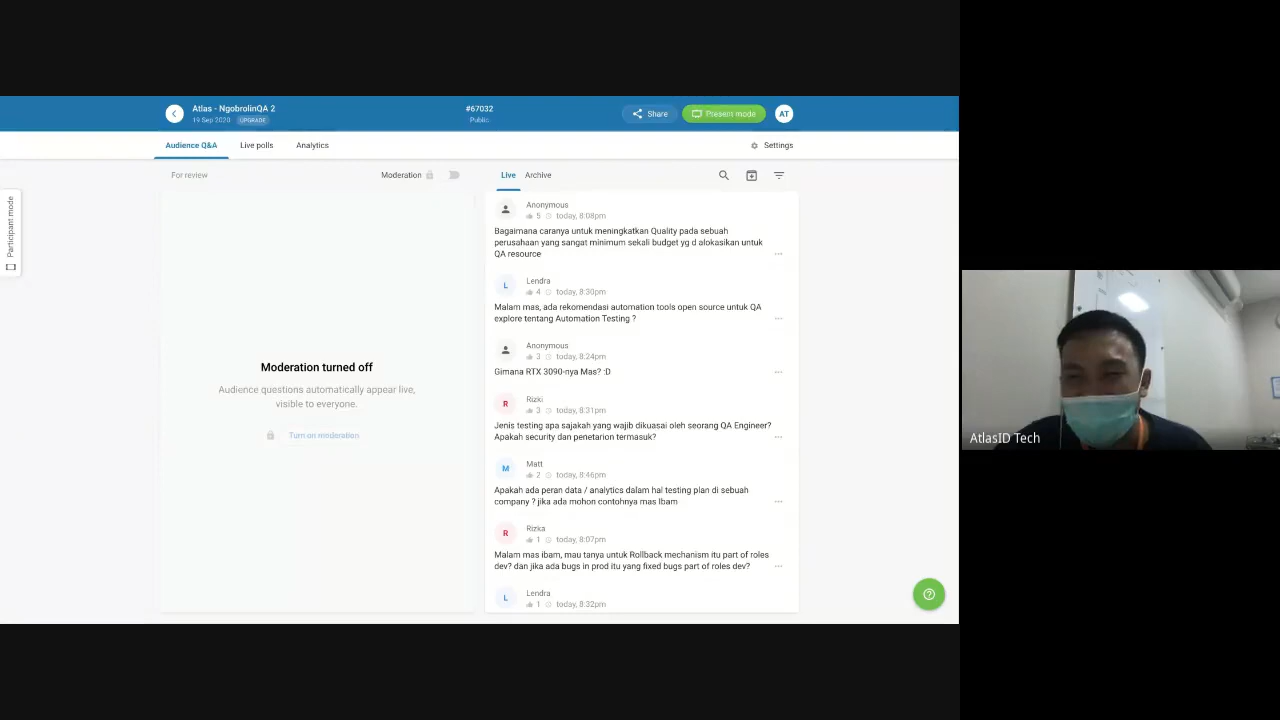 Atlas - NgobrolinQA 2
19 Sep 2020 UPGRADE
#67032
Public
Share
Present mode
AT
Audience Q&A
Live polls
Analytics
Settings
Participant mode
For review
Moderation
Moderation turned off
Audience questions automatically appear live,
visible to everyone.
Turn on moderation
Live
Archive
Anonymous
5 today, 8:08pm
Bagaimana caranya untuk meningkatkan Quality pada sebuah
perusahaan yang sangat minimum sekali budget yg d alokasikan untuk
QA resource
L
Lendra
4 today, 8:30pm
Malam mas, ada rekomendasi automation tools open source untuk QA
explore tentang Automation Testing ?
Anonymous
3 today, 8:24pm
Gimana RTX 3090-nya Mas? :D
R
Rizki
3 today, 8:31pm
Jenis testing apa sajakah yang wajib dikuasai oleh seorang QA Engineer?
Apakah security dan penetarion termasuk?
M
Matt
2 today, 8:46pm
Apakah ada peran data / analytics dalam hal testing plan di sebuah
company ? jika ada mohon contohnya mas Ibam
R
Rizka
1 today, 8:07pm
Malam mas ibam, mau tanya untuk Rollback mechanism itu part of roles
dev? dan jika ada bugs in prod itu yang fixed bugs part of roles dev?
L
Lendra
1 today, 8:32pm
AtlasID Tech